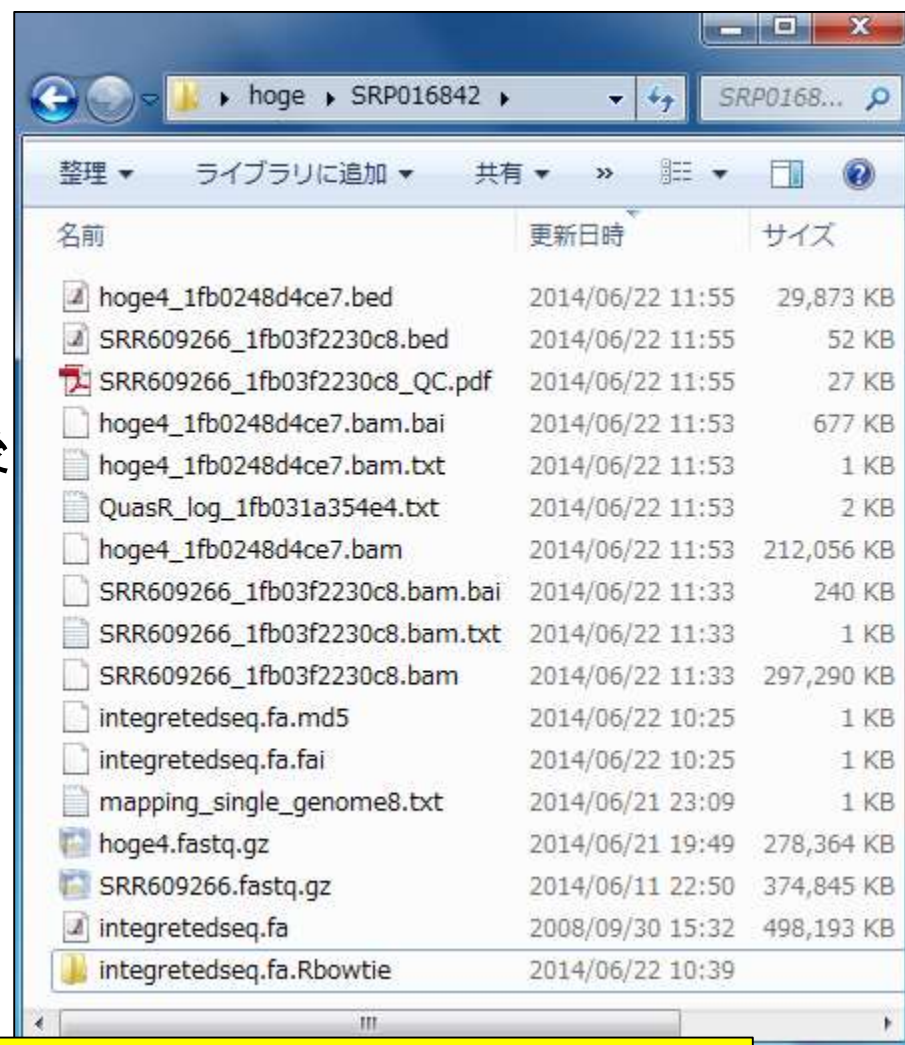 hoge ▸ SRP016842 ▸
SRP0168...
整理 ▼ ライブラリに追加 ▼ 共有 ▼ »
名前 更新日時 サイズ
hoge4_1fb0248d4ce7.bed 2014/06/22 11:55 29,873 KB
SRR609266_1fb03f2230c8.bed 2014/06/22 11:55 52 KB
SRR609266_1fb03f2230c8_QC.pdf 2014/06/22 11:55 27 KB
hoge4_1fb0248d4ce7.bam.bai 2014/06/22 11:53 677 KB
hoge4_1fb0248d4ce7.bam.txt 2014/06/22 11:53 1 KB
QuasR_log_1fb031a354e4.txt 2014/06/22 11:53 2 KB
hoge4_1fb0248d4ce7.bam 2014/06/22 11:53 212,056 KB
SRR609266_1fb03f2230c8.bam.bai 2014/06/22 11:33 240 KB
SRR609266_1fb03f2230c8.bam.txt 2014/06/22 11:33 1 KB
SRR609266_1fb03f2230c8.bam 2014/06/22 11:33 297,290 KB
integretedseq.fa.md5 2014/06/22 10:25 1 KB
integretedseq.fa.fai 2014/06/22 10:25 1 KB
mapping_single_genome8.txt 2014/06/21 23:09 1 KB
hoge4.fastq.gz 2014/06/21 19:49 278,364 KB
SRR609266.fastq.gz 2014/06/11 22:50 374,845 KB
integretedseq.fa 2008/09/30 15:32 498,193 KB
integretedseq.fa.Rbowtie 2014/06/22 10:39